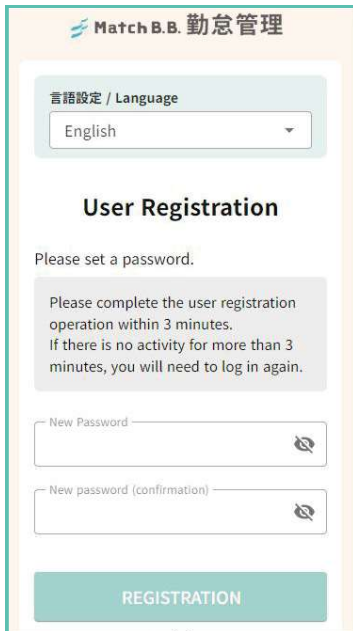 Match B.B. 勤怠管理
言語設定 / Language
English
User Registration
Please set a password.
Please complete the user registration
operation within 3 minutes.
If there is no activity for more than 3
minutes, you will need to log in again.
New Password
New password (confirmation)
REGISTRATION